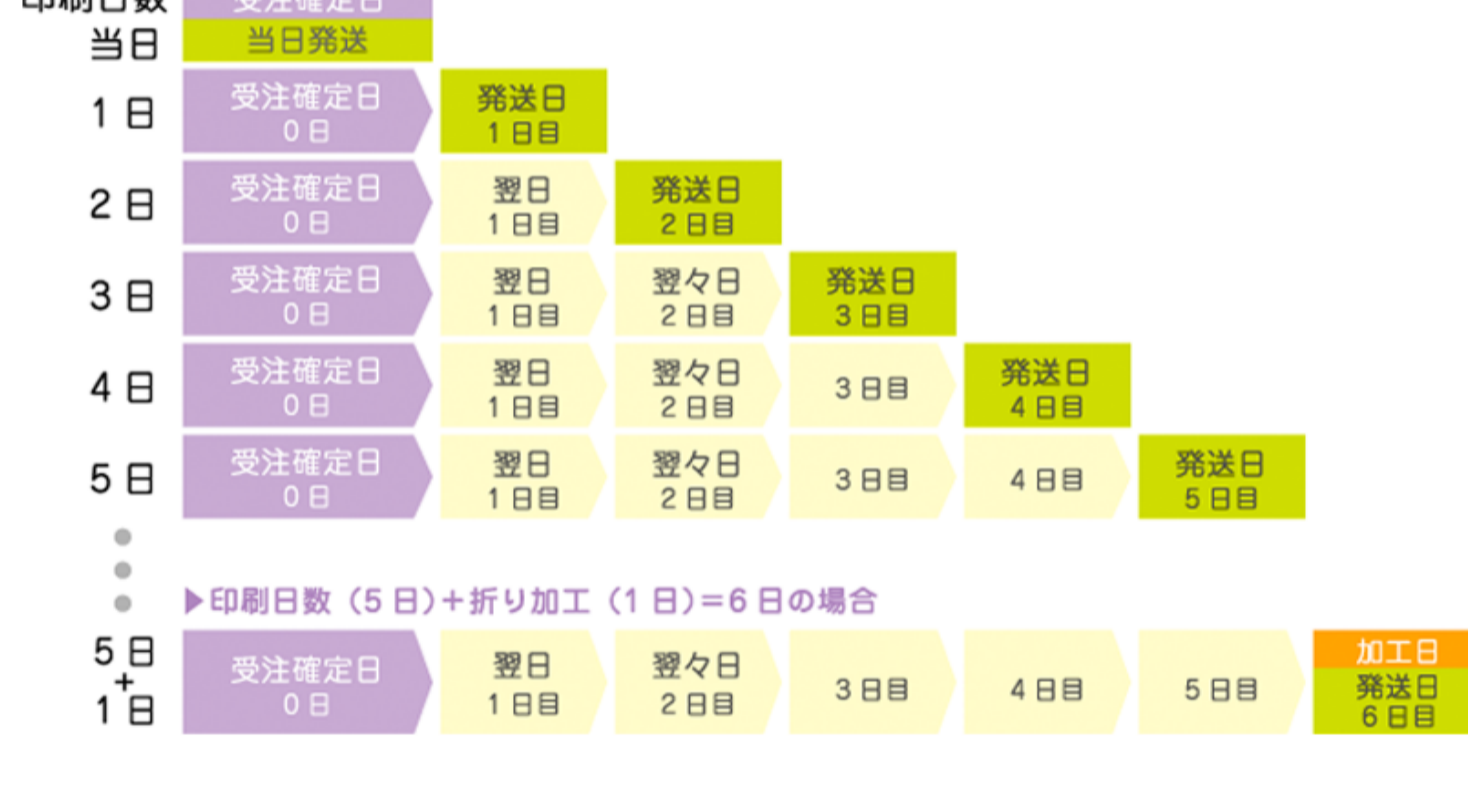 印刷日数
受注確定日
当日
当日発送
1日
受注確定日
0日
発送日
1日目
2日
受注確定日
0日
翌日
1日目
発送日
2日目
3日
受注確定日
0日
翌日
1日目
翌々日
2日目
発送日
3日目
4日
受注確定日
0日
翌日
1日目
翌々日
2日目
3日目
発送日
4日目
5日
受注確定日
0日
翌日
1日目
翌々日
2日目
3日目
4日目
発送日
5日目
▶印刷日数（5日）＋折り加工（1日）＝6日の場合
5日
+
1日
受注確定日
0日
翌日
1日目
翌々日
2日目
3日目
4日目
5日目
加工日
発送日
6日目